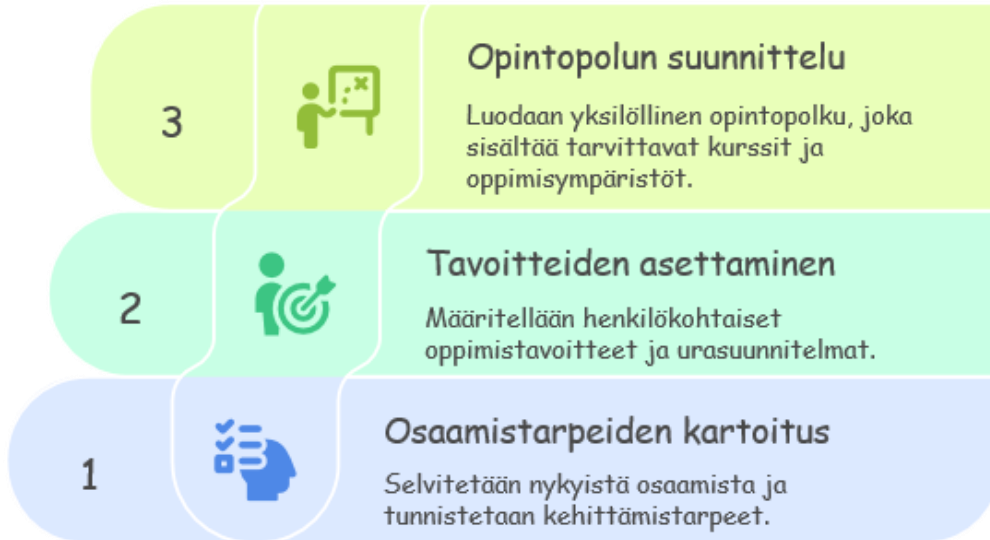 3
Opintopolun suunnittelu
Luodaan yksilöllinen opintopolku, joka
sisältää tarvittavat kurssit ja
oppimisympäristöt.
2
Tavoitteiden asettaminen
Määritellään henkilökohtaiset
oppimistavoitteet ja urasuunnitelmat.
1
Osaamistarpeiden kartoitus
Selvitetään nykyistä osaamista ja
tunnistetaan kehittämistarpeet.